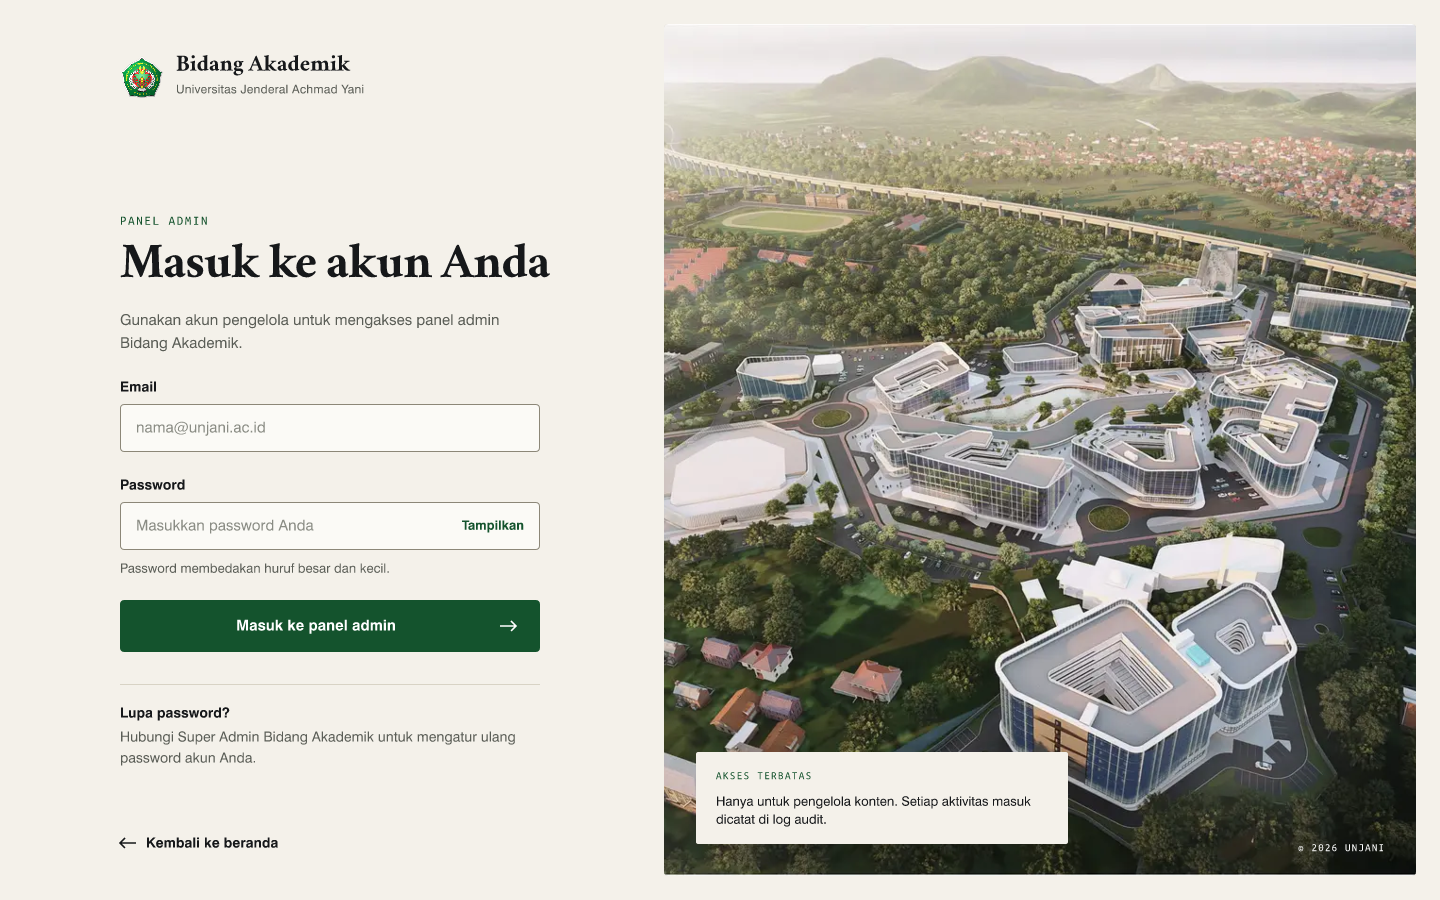 Bidang Akademik
Universitas Jenderal Achmad Yani
PANEL ADMIN
Masuk ke akun Anda
Gunakan akun pengelola untuk mengakses panel admin
Bidang Akademik.
Email
nama@unjani.ac.id
Password
Masukkan password Anda
Tampilkan
Password membedakan huruf besar dan kecil.
Masuk ke panel admin
Lupa password?
Hubungi Super Admin Bidang Akademik untuk mengatur ulang
password akun Anda.
Kembali ke beranda
AKSES TERBATAS
Hanya untuk pengelola konten. Setiap aktivitas masuk
dicatat di log audit.
© 2026 UNJANI